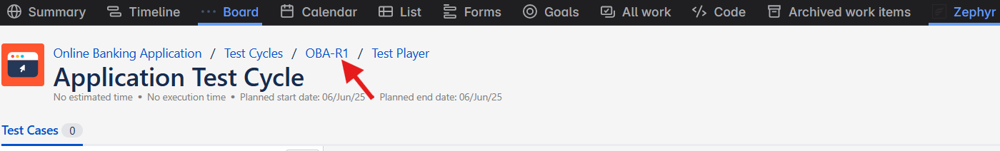 Summary Timeline Board Calendar List Forms Goals All work Code Archived work items Zephyr
Online Banking Application / Test Cycles / OBA-R1 / Test Player
Application Test Cycle
No estimated time • No execution time • Planned start date: 06/Jun/25 Planned end date: 06/Jun/25
Test Cases 0